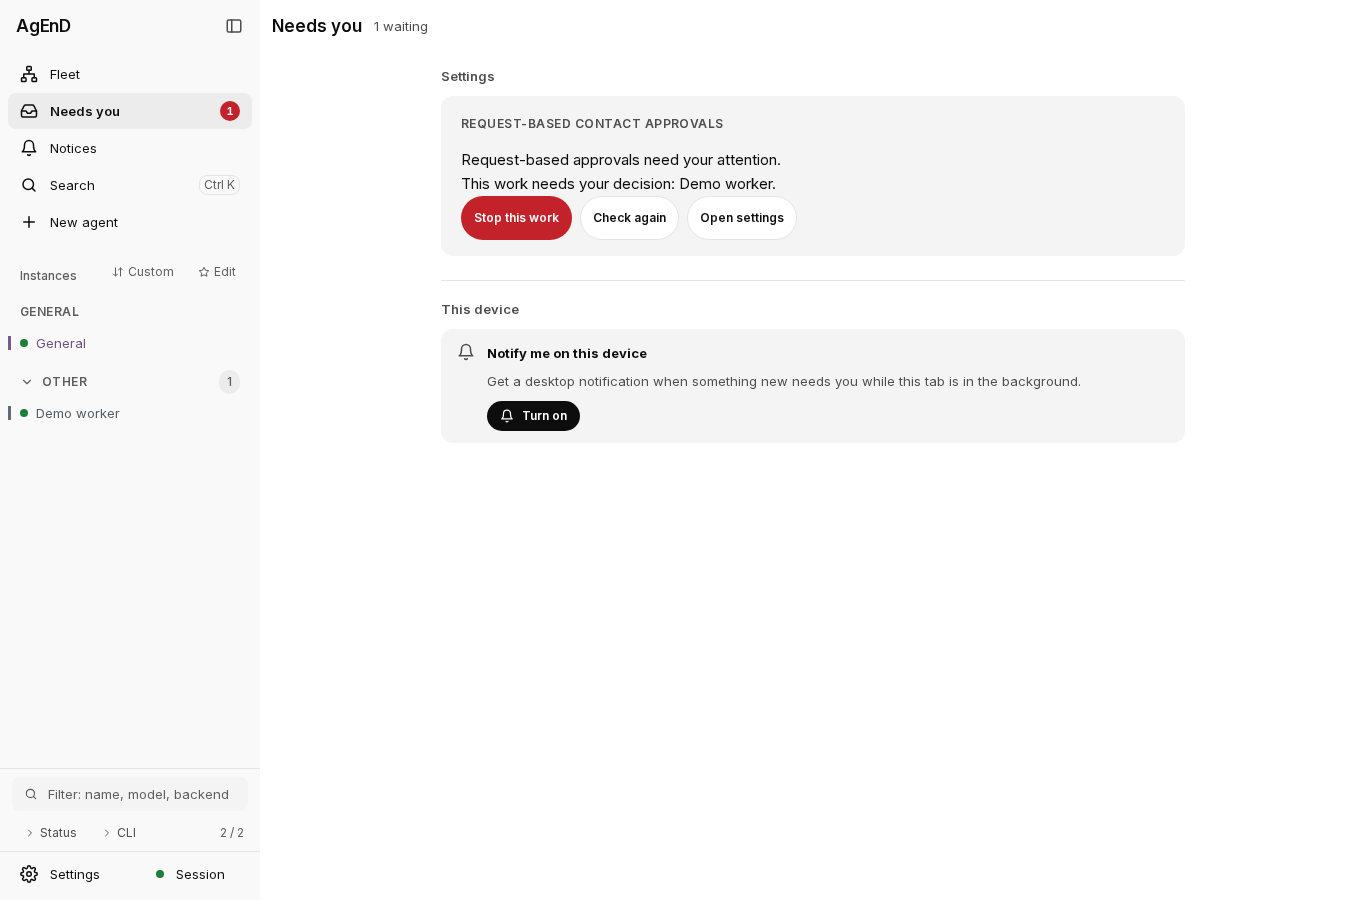 AgEnD
Fleet
Needs you
1
Notices
Search
Ctrl K
New agent
Instances
Custom
Edit
GENERAL
General
OTHER
1
Demo worker
Filter: name, model, backend
Status
CLI
2 / 2
Settings
Session
Needs you
1 waiting
Settings
REQUEST-BASED CONTACT APPROVALS
Request-based approvals need your attention.
This work needs your decision: Demo worker.
Stop this work
Check again
Open settings
This device
Notify me on this device
Get a desktop notification when something new needs you while this tab is in the background.
Turn on